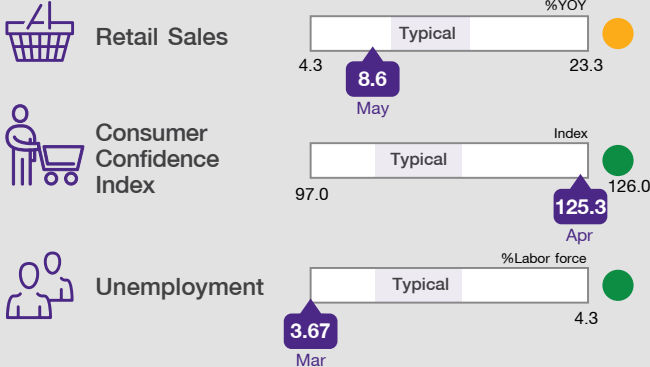 %YOY
Retail Sales
Typical
4.3
23.3
8.6
May
Consumer
Confidence
Index
Index
Typical
97.0
126.0
125.3
Apr
%Labor force
Unemployment
Typical
4.3
3.67
Mar